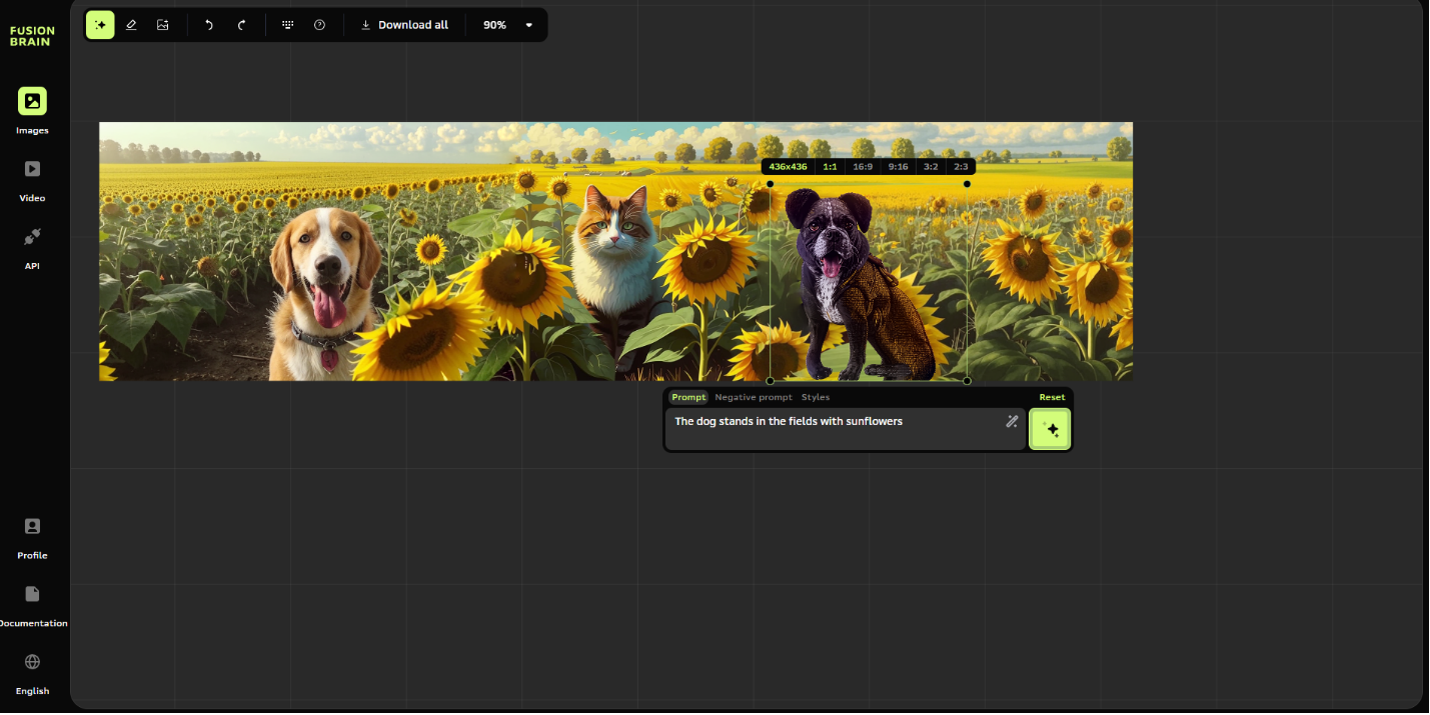 FUSION
BRAIN
Images
Video
API
Profile
Documentation
English
Download all
90%
436x436 1:1 16:9 9:16 3:2 2:3
Prompt Negative prompt Styles Reset
The dog stands in the fields with sunflowers